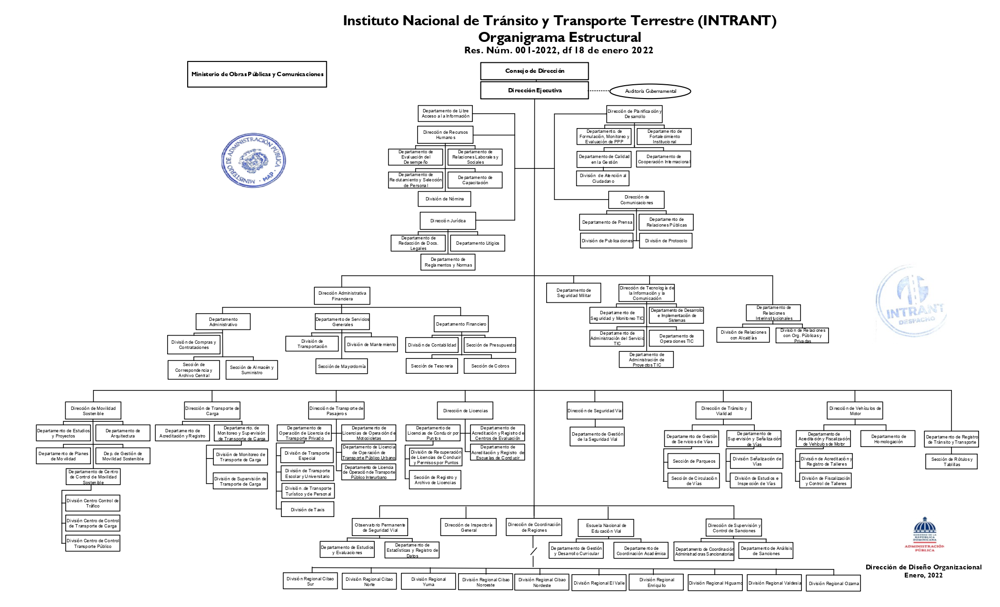 Instituto Nacional de Tránsito y Transporte Terrestre (INTRANT)
Organigrama Estructural
Res. Núm. 001-2022, df 18 de enero 2022
Ministerio de Obras Públicas y Comunicaciones
Consejo de Dirección
Dirección Ejecutiva
Auditoría Gubernamental
Departamento de Libre
Acceso a la Información
Dirección de Recursos
Humanos
Departamento de
Evaluación del
Desempeño
Departamento de
Relaciones Laborales y
Sociales
Departamento de
Reclutamiento y Selección
de Personal
Departamento de
Capacitación
División de Nómina
Dirección Jurídica
Departamento de
Redacción de Docs.
Legales
Departamento Litigios
Departamento de
Reglamentos y Normas
Dirección de Planificación y
Desarrollo
Departamento. de
Formulación, Monitoreo y
Evaluación de PPP
Departamento de
Fortalecimiento
Institucional
Departamento de Calidad
en la Gestión
Departamento de
Cooperación Internacional
División de Atención al
Ciudadano
Dirección de
Comunicaciones
Departamento de Prensa
Departamento de
Relaciones Públicas
División de Publicaciones
División de Protocolo
MINISTERIO DE ADMINISTRACIÓN PÚBLICA
· MAP ·
INTRANT
DESPACHO
Dirección Administrativa
Financiera
Departamento
Administrativo
División de Compras y
Contrataciones
Sección de
Correspondencia y
Archivo Central
Sección de Almacén y
Suministro
Departamento de Servicios
Generales
División de
Transportación
División de Mantemiento
Sección de Mayordomía
Departamento Financiero
División de Contabilidad
Sección de Presupuesto
Sección de Tesoreria
Sección de Cobros
Departamento de
Seguridad Militar
Dirección de Tecnología de
la Información y la
Comunicación
Departamento de
Seguridad y Monitoreo TIC
Departamento de Desarrollo
e Implementación de
Sistemas
Departamento de
Administración del Servicio
TIC
Departamento de
Operaciones TIC
Departamento de
Administración de
Proyectos TIC
Departamento de
Relaciones
Interinstitucionales
División de Relaciones
con Alcaldías
División de Relaciones
con Org. Públicas y
Privadas
Dirección de Movilidad
Sostenible
Departamento de Estudios
y Proyectos
Departamento de
Arquitectura
Departamento de Planes
de Movilidad
Dep. de Gestión de
Movilidad Sostenible
Departamento de Centro
de Control de Movilidad
Sostenible
División Centro Control de
Tráfico
División Centro de Control
de Transporte de Carga
División Centro de Control
Transporte Público
Dirección de Transporte de
Carga
Departamento de
Acreditación y Registro
Departamento. de
Monitoreo y Supervisión
de Transporte de Carga
División de Monitoreo de
Transporte de Carga
División de Supervisión de
Transporte de Carga
Dirección de Transporte de
Pasajeros
Departamento de
Operación de Licencia de
Transporte Privado
Departamento de
Licencias de Operación de
Motocicletas
División de Transporte
Especial
Departamento de Licencia
de Operación de
Transporte Público Urbano
División de Transporte
Escolar y Universitario
Departamento de Licencia
de Operación de Transporte
Público Interurbano
División .de Transporte
Turístico y de Personal
División de Taxis
Dirección de Licencias
Departamento de
Licencias de Conducir por
Puntos
Departamento de
Acreditación y Registro de
Centros de Evaluación
División de Recuperación
de Licencias de Conducir
y Permisos por Puntos
Departamento de
Acreditación y Registro de
Escuelas de Conducir
Sección de Registro y
Archivo de Licencias
Dirección de Seguridad Vial
Departamento de Gestión
de la Seguridad Vial
Dirección de Tránsito y
Vialidad
Departamento de Gestión
de Servicios de Vías
Departamento de
Supervisión y Señalización
de Vías
Sección de Parqueos
División Señalización de
Vías
Sección de Circulación
de Vías
División de Estudios e
Inspección de Vías
Dirección de Vehículos de
Motor
Departamento de
Acreditación y Fiscalización
de Vehículos de Motor
Departamento de
Homologación
División de Acreditación y
Registro de Talleres
División de Fiscalización
y Control de Talleres
Departamento de Registro
de Tránsito y Transporte
Sección de Rótulos y
Tablillas
Observatorio Permanente
de Seguridad Vial
Departamento de Estudios
y Evaluaciones
Departamento de
Estadísticas y Registro de
Datos
Dirección de Inspectoría
General
Dirección de Coordinación
de Regiones
Escuela Nacional de
Educación Vial
Departamento de Gestión
y Desarrollo Curricular
Departamento de
Coordinación Académica
Dirección de Supervisión y
Control de Sanciones
Departamento de Coordinación
Administradoras Sancionatorias
Departamento de Análisis
de Sanciones
División Regional Cibao
Sur
División Regional Cibao
Norte
División Regional
Yuma
División Regional Cibao
Noroeste
División Regional Cibao
Nordeste
División Regional El Valle
División Regional
Enriquillo
División Regional Higuamo
División Regional Valdesia
División Regional Ozama
GOBIERNO DE LA
REPÚBLICA
DOMINICANA
ADMINISTRACIÓN
PÚBLICA
Dirección de Diseño Organizacional
Enero, 2022